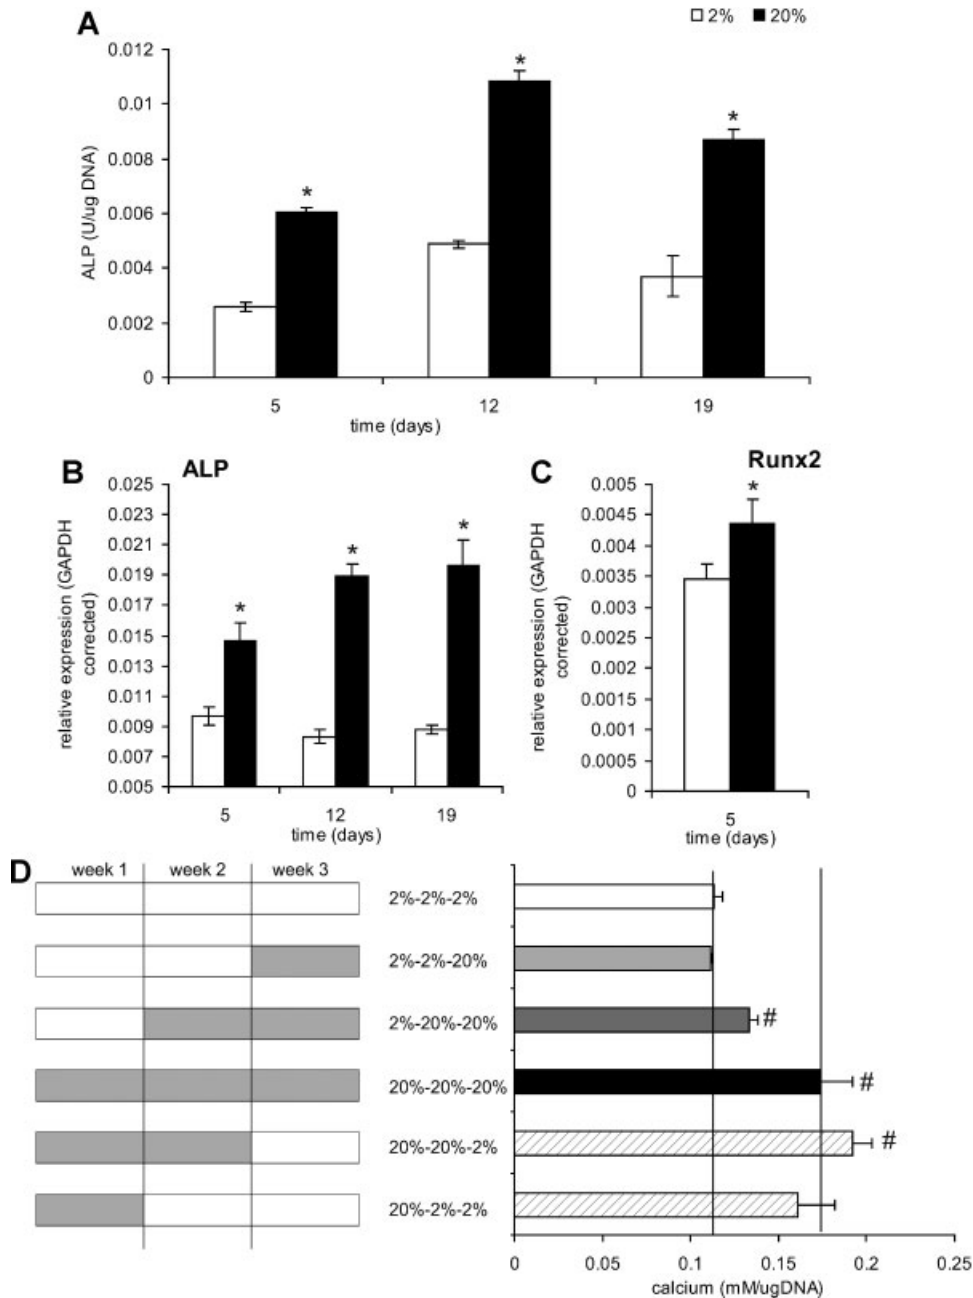 A
2% 20%
0.012
0.01
0.008
0.006
0.004
0.002
0
ALP (U/ug DNA)
* * *
5 12 19
time (days)
B ALP
0.025
0.023
0.021
0.019
0.017
0.015
0.013
0.011
0.009
0.007
0.005
relative expression (GAPDH
corrected)
* * *
5 12 19
time (days)
C Runx2
0.005
0.0045
0.004
0.0035
0.003
0.0025
0.002
0.0015
0.001
0.0005
0
relative expression (GAPDH
corrected)
*
5
time (days)
D week 1 week 2 week 3
2%-2%-2%
2%-2%-20%
2%-20%-20% #
20%-20%-20% #
20%-20%-2% #
20%-2%-2%
0 0.05 0.1 0.15 0.2 0.25
calcium (mM/ugDNA)